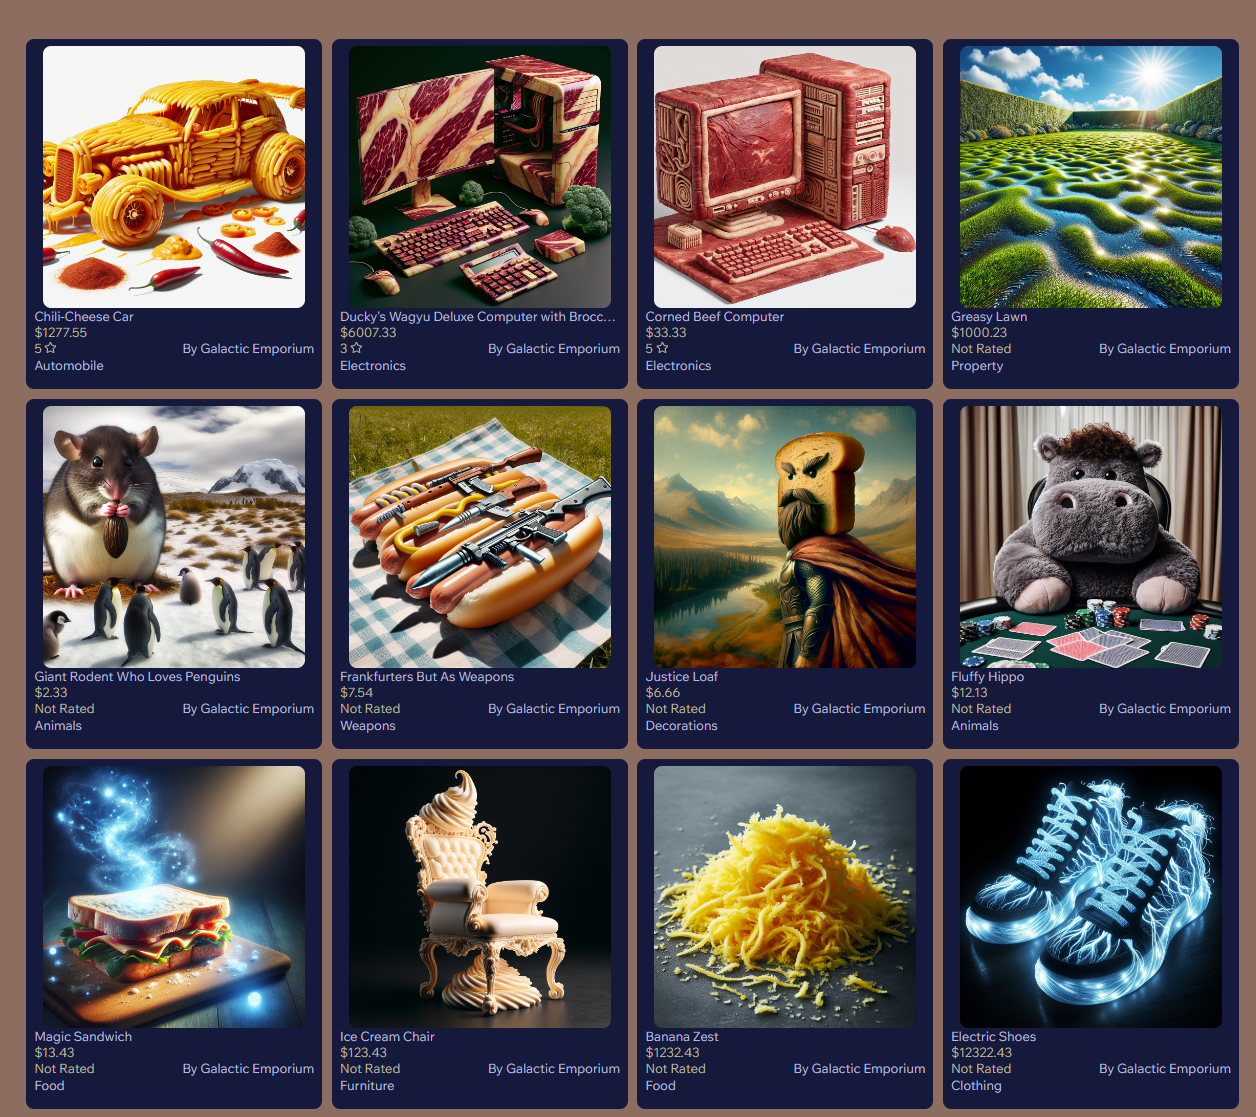 Chili-Cheese Car
$1277.55
5 ☆ By Galactic Emporium
Automobile
Ducky's Wagyu Deluxe Computer with Brocc...
$6007.33
3 ☆ By Galactic Emporium
Electronics
Corned Beef Computer
$33.33
5 ☆ By Galactic Emporium
Electronics
Greasy Lawn
$1000.23
Not Rated By Galactic Emporium
Property
Giant Rodent Who Loves Penguins
$2.33
Not Rated By Galactic Emporium
Animals
Frankfurters But As Weapons
$7.54
Not Rated By Galactic Emporium
Weapons
Justice Loaf
$6.66
Not Rated By Galactic Emporium
Decorations
Fluffy Hippo
$12.13
Not Rated By Galactic Emporium
Animals
Magic Sandwich
$13.43
Not Rated By Galactic Emporium
Food
Ice Cream Chair
$123.43
Not Rated By Galactic Emporium
Furniture
Banana Zest
$1232.43
Not Rated By Galactic Emporium
Food
Electric Shoes
$12322.43
Not Rated By Galactic Emporium
Clothing